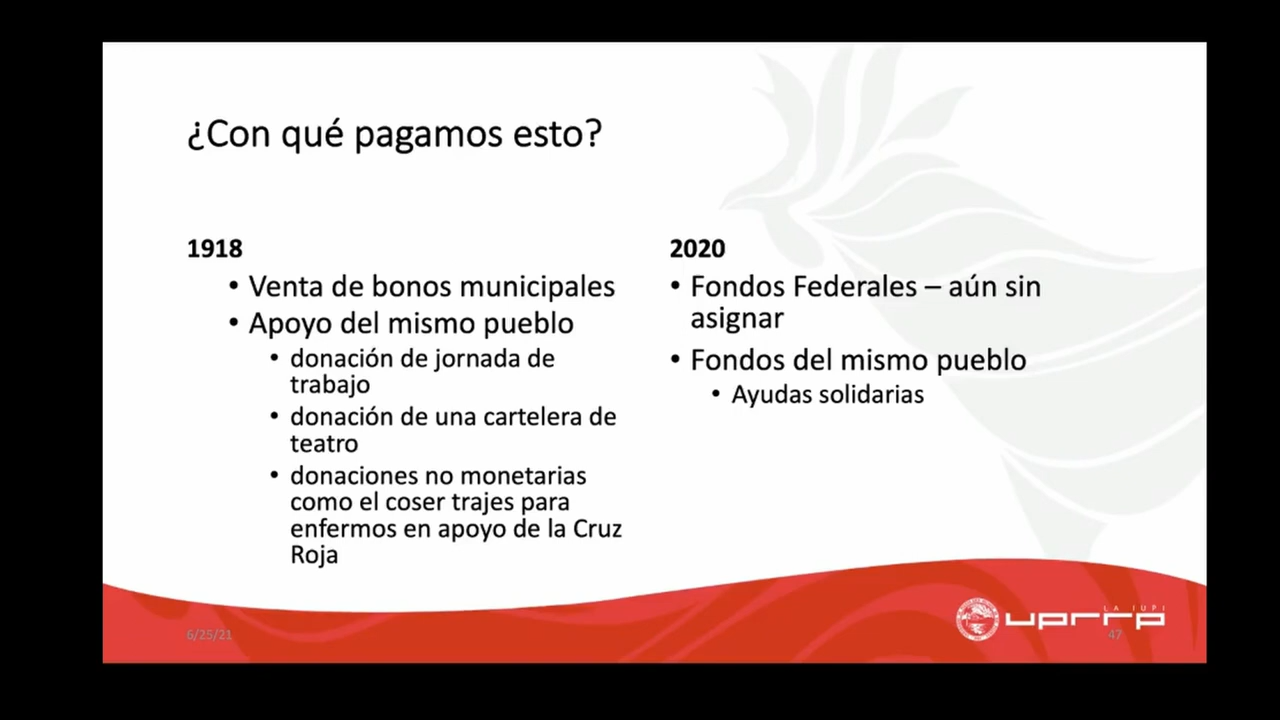 ¿Con qué pagamos esto?
1918
• Venta de bonos municipales
• Apoyo del mismo pueblo
• donación de jornada de
trabajo
• donación de una cartelera de
teatro
• donaciones no monetarias
como el coser trajes para
enfermos en apoyo de la Cruz
Roja
2020
• Fondos Federales – aún sin
asignar
• Fondos del mismo pueblo
• Ayudas solidarias
6/25/21
LA IUPI
uprrp
47